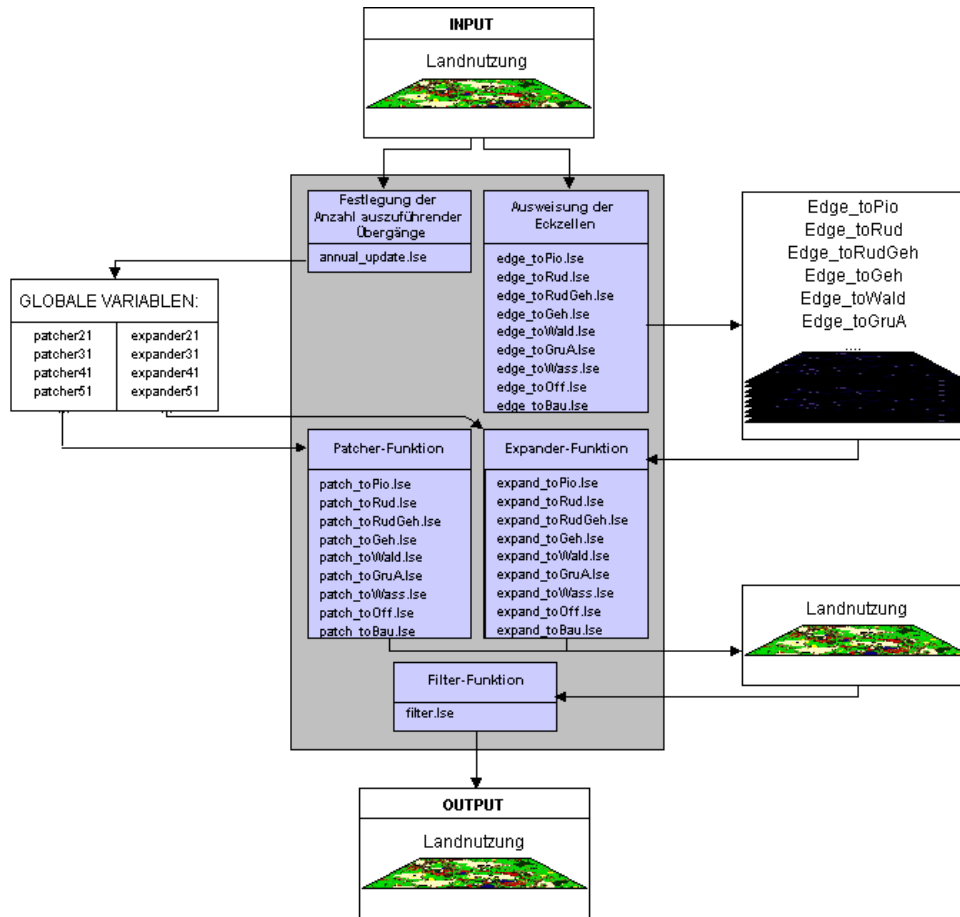 INPUT
Landnutzung
Festlegung der
Anzahl auszuführender
Übergänge
annual_update.lse
Ausweisung der
Eckzellen
edge_toPio.lse
edge_toRud.lse
edge_toRudGeh.lse
edge_toGeh.lse
edge_toWald.lse
edge_toGruA.lse
edge_toWass.lse
edge_toOff.lse
edge_toBau.lse
Edge_toPio
Edge_toRud
Edge_toRudGeh
Edge_toGeh
Edge_toWald
Edge_toGruA
....
GLOBALE VARIABLEN:
patcher21
patcher31
patcher41
patcher51
expander21
expander31
expander41
expander51
Patcher-Funktion
patch_toPio.lse
patch_toRud.lse
patch_toRudGeh.lse
patch_toGeh.lse
patch_toWald.lse
patch_toGruA.lse
patch_toWass.lse
patch_toOff.lse
patch_toBau.lse
Expander-Funktion
expand_toPio.lse
expand_toRud.lse
expand_toRudGeh.lse
expand_toGeh.lse
expand_toWald.lse
expand_toGruA.lse
expand_toWass.lse
expand_toOff.lse
expand_toBau.lse
Landnutzung
Filter-Funktion
filter.lse
OUTPUT
Landnutzung